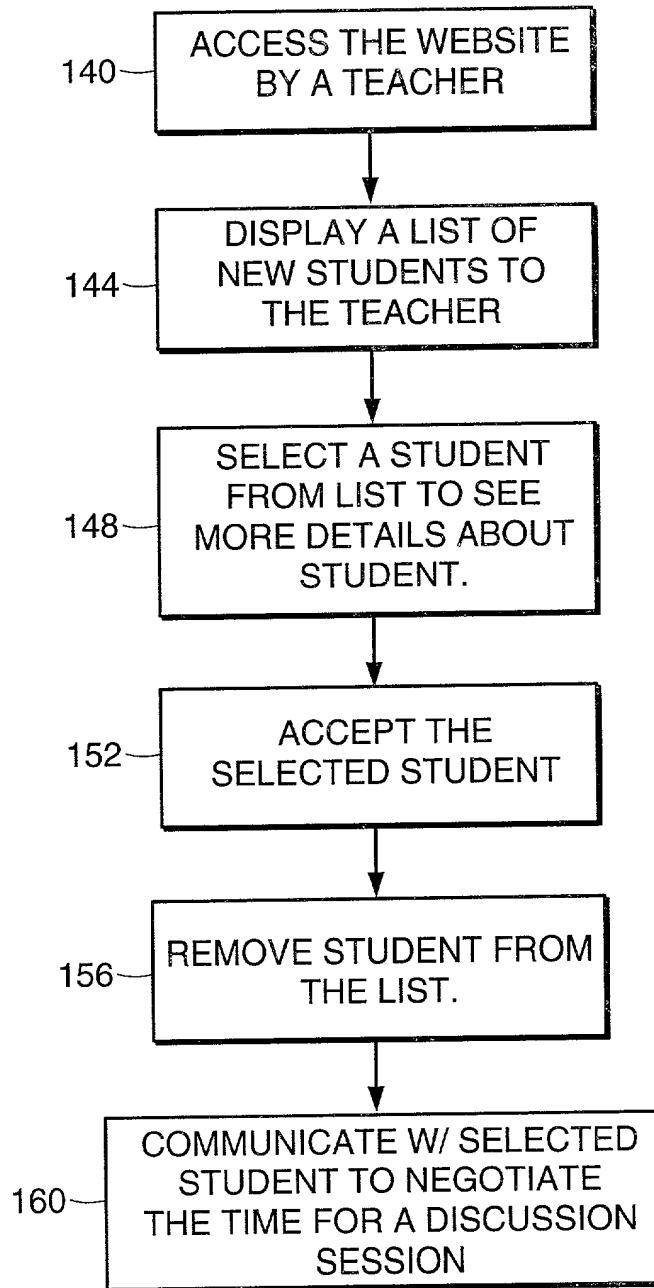 ACCESS THE WEBSITE
140
BY A TEACHER
DISPLAY A LIST OF
144
NEW STUDENTS TO
THE TEACHER
SELECT A STUDENT
FROM LIST TO SEE
148
MORE DETAILS ABOUT
STUDENT.
152
ACCEPT THE
SELECTED STUDENT
156
REMOVE STUDENT FROM
THE LIST.
COMMUNICATE W/ SELECTED
STUDENT TO NEGOTIATE
160
THE TIME FOR A DISCUSSION
SESSION